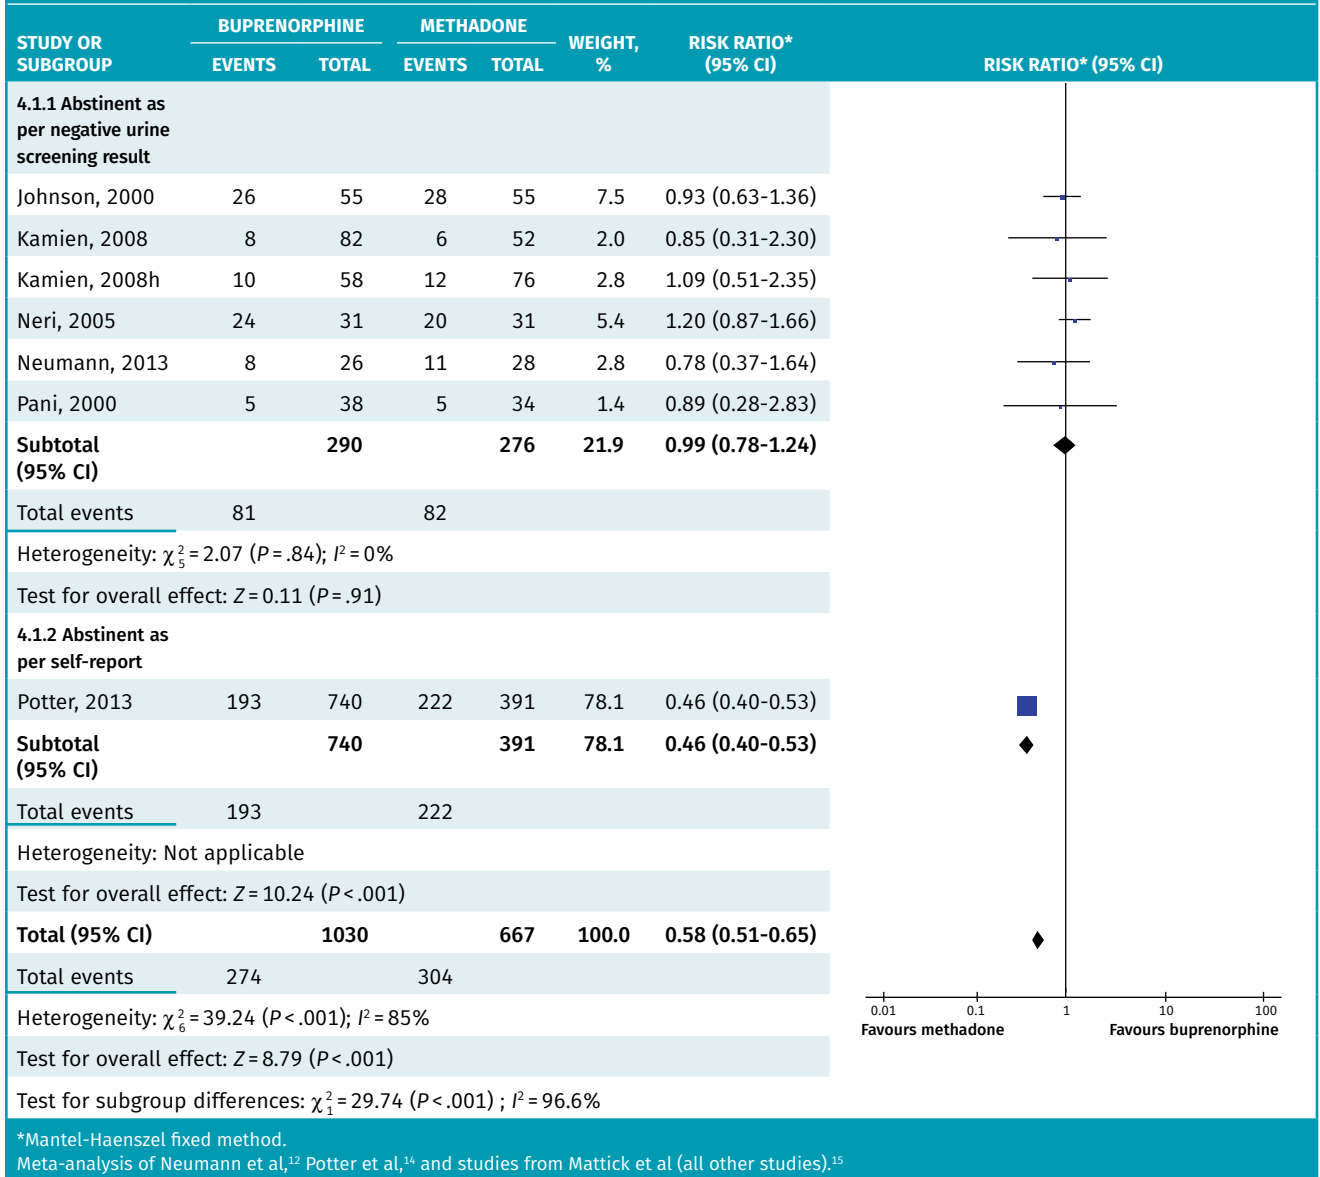 BUPRENORPHINE METHADONE
STUDY OR SUBGROUP EVENTS TOTAL EVENTS TOTAL WEIGHT, % RISK RATIO* (95% CI) RISK RATIO* (95% CI)
4.1.1 Abstinent as
per negative urine
screening result
Johnson, 2000 26 55 28 55 7.5 0.93 (0.63-1.36)
Kamien, 2008 8 82 6 52 2.0 0.85 (0.31-2.30)
Kamien, 2008h 10 58 12 76 2.8 1.09 (0.51-2.35)
Neri, 2005 24 31 20 31 5.4 1.20 (0.87-1.66)
Neumann, 2013 8 26 11 28 2.8 0.78 (0.37-1.64)
Pani, 2000 5 38 5 34 1.4 0.89 (0.28-2.83)
Subtotal 290 276 21.9 0.99 (0.78-1.24)
(95% CI)
Total events 81 82
Heterogeneity: χ²₅ = 2.07 (P = .84); I² = 0%
Test for overall effect: Z = 0.11 (P = .91)
4.1.2 Abstinent as
per self-report
Potter, 2013 193 740 222 391 78.1 0.46 (0.40-0.53)
Subtotal 740 391 78.1 0.46 (0.40-0.53)
(95% CI)
Total events 193 222
Heterogeneity: Not applicable
Test for overall effect: Z = 10.24 (P < .001)
Total (95% CI) 1030 667 100.0 0.58 (0.51-0.65)
Total events 274 304
Heterogeneity: χ²₆ = 39.24 (P < .001); I² = 85%
Test for overall effect: Z = 8.79 (P < .001)
Test for subgroup differences: χ²₁ = 29.74 (P < .001) ; I² = 96.6%
0.01 0.1 1 10 100
Favours methadone Favours buprenorphine
*Mantel-Haenszel fixed method.
Meta-analysis of Neumann et al,¹² Potter et al,¹⁴ and studies from Mattick et al (all other studies).¹⁵